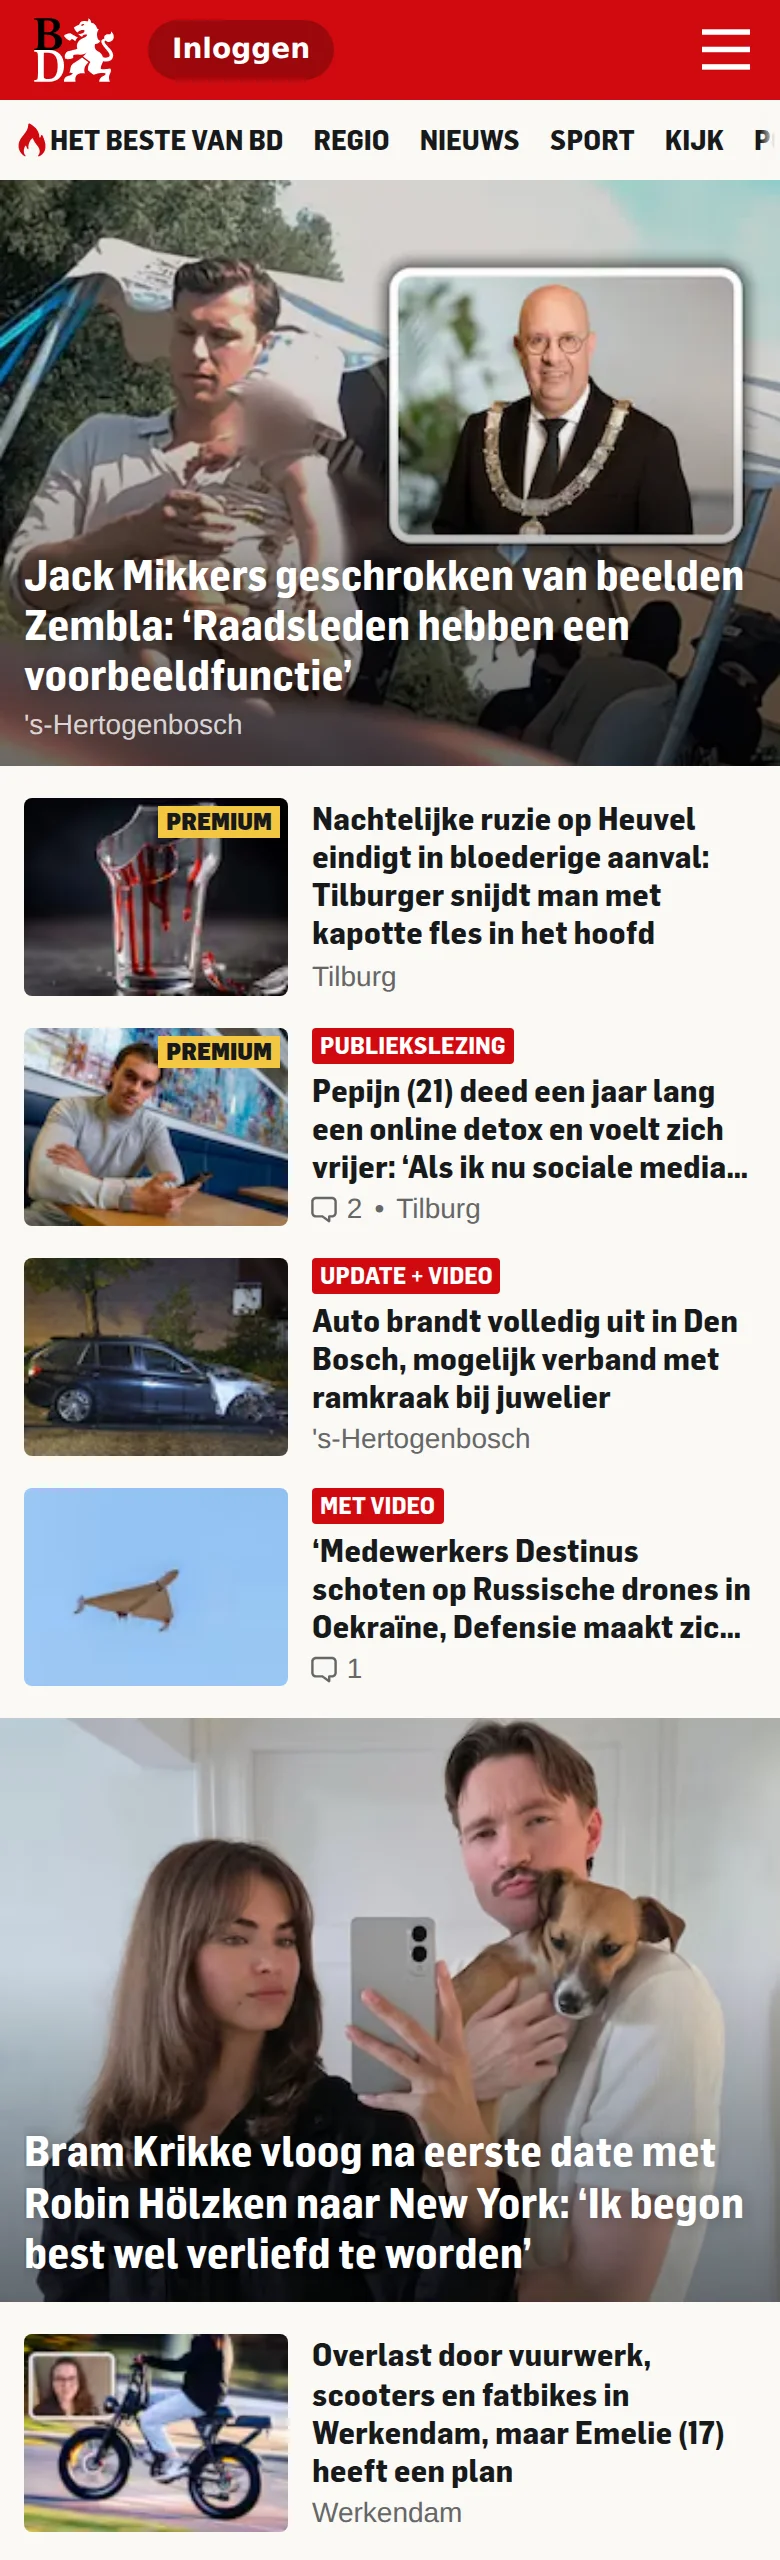 B
D
Inloggen
HET BESTE VAN BD REGIO NIEUWS SPORT KIJK
Jack Mikkers geschrokken van beelden
Zembla: ‘Raadsleden hebben een
voorbeeldfunctie’
's-Hertogenbosch
PREMIUM
Nachtelijke ruzie op Heuvel
eindigt in bloederige aanval:
Tilburger snijdt man met
kapotte fles in het hoofd
Tilburg
PREMIUM
PUBLIEKSLEZING
Pepijn (21) deed een jaar lang
een online detox en voelt zich
vrijer: ‘Als ik nu sociale media...
2 • Tilburg
UPDATE + VIDEO
Auto brandt volledig uit in Den
Bosch, mogelijk verband met
ramkraak bij juwelier
's-Hertogenbosch
MET VIDEO
‘Medewerkers Destinus
schoten op Russische drones in
Oekraïne, Defensie maakt zic...
1
Bram Krikke vloog na eerste date met
Robin Hölzken naar New York: ‘Ik begon
best wel verliefd te worden’
Overlast door vuurwerk,
scooters en fatbikes in
Werkendam, maar Emelie (17)
heeft een plan
Werkendam